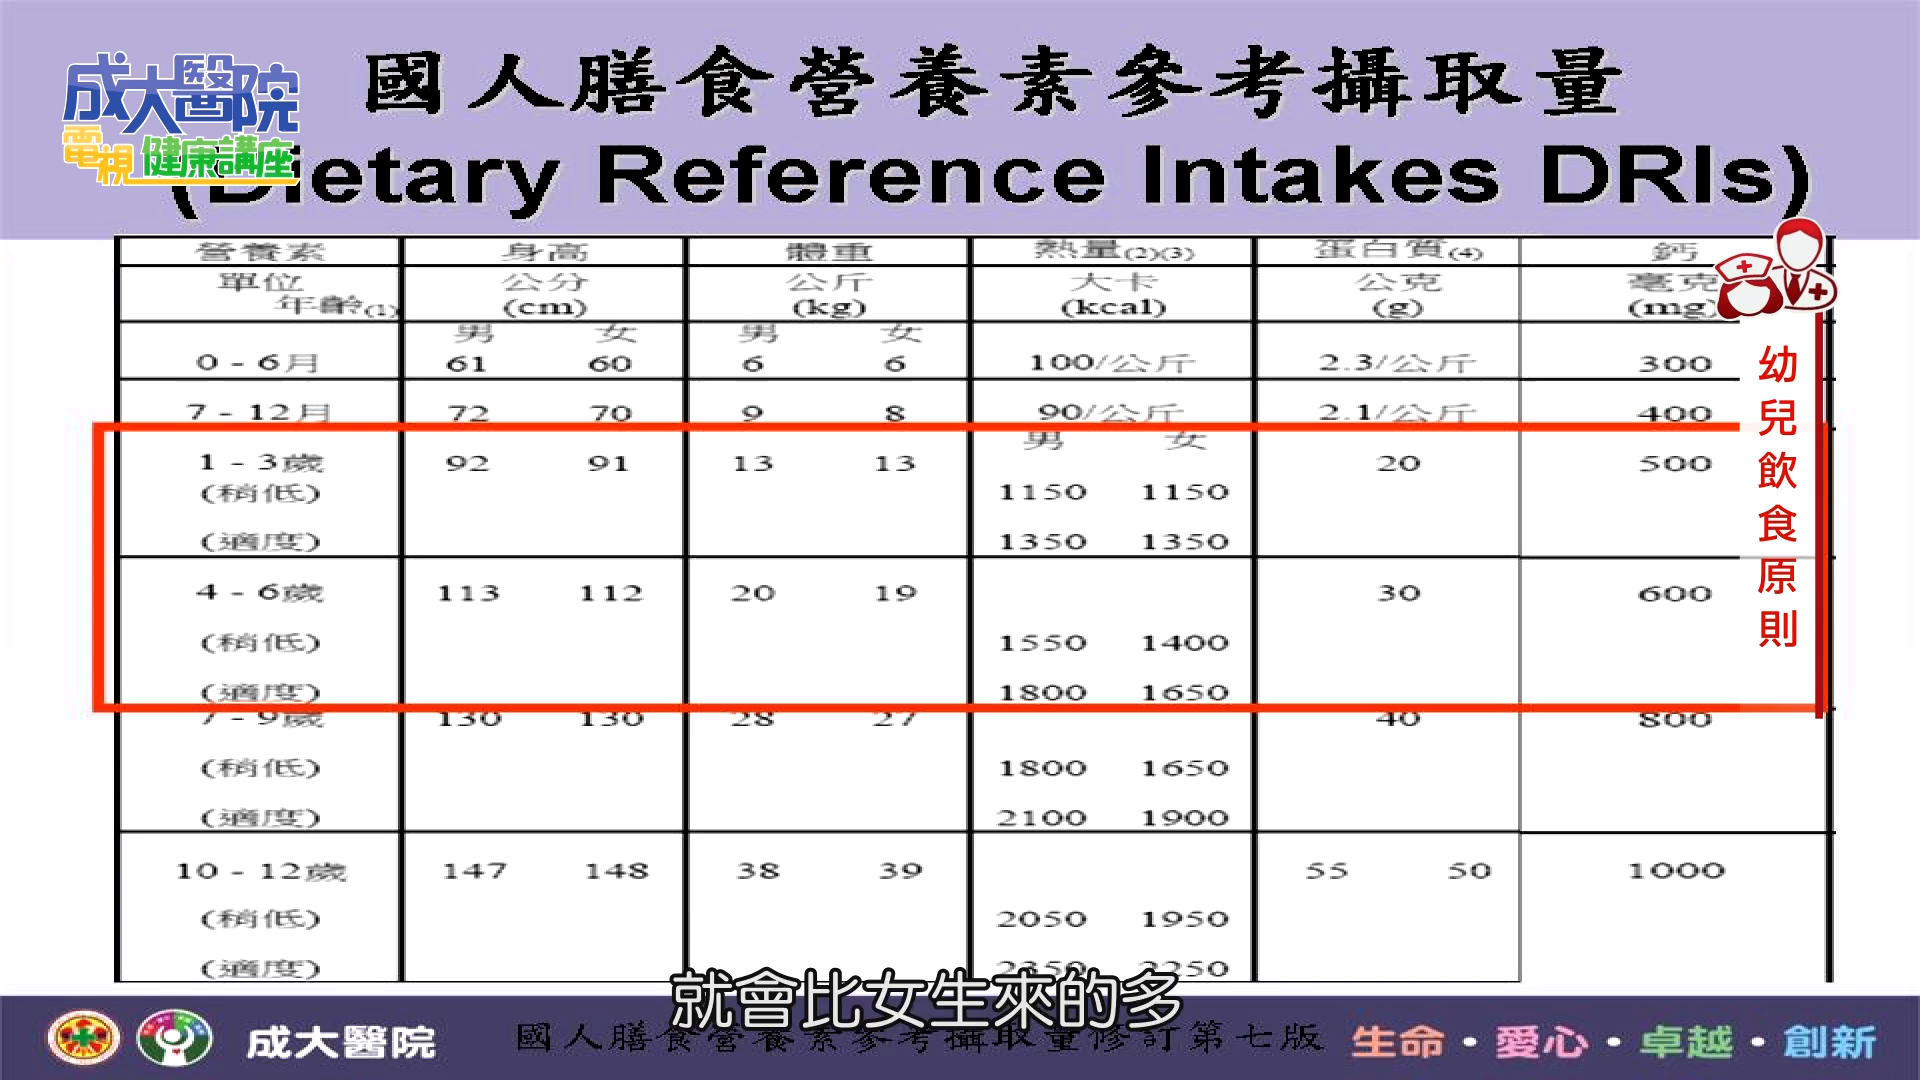 成大醫院
電視 健康講座
國人膳食營養素參考攝取量
(Dietary Reference Intakes DRIs)
營養素 身高 體重 熱量(2)(3) 蛋白質(4) 鈣
單位 公分 公斤 大卡 公克 毫克
年齡(1) (cm) (kg) (kcal) (g) (mg)
男 女 男 女
0 - 6月 61 60 6 6 100/公斤 2.3/公斤 300
7 - 12月 72 70 9 8 90/公斤 2.1/公斤 400
男 女
1 - 3歲 92 91 13 13 20 500
(稍低) 1150 1150
(適度) 1350 1350
4 - 6歲 113 112 20 19 30 600
(稍低) 1550 1400
(適度) 1800 1650
7 - 9歲 130 130 28 27 40 800
(稍低) 1800 1650
(適度) 2100 1900
10 - 12歲 147 148 38 39 55 50 1000
(稍低) 2050 1950
(適度) 2350 2250
幼兒飲食原則
就會比女生來的多
成大醫院 國人膳食營養素參考攝取量修訂第七版 生命・愛心・卓越・創新